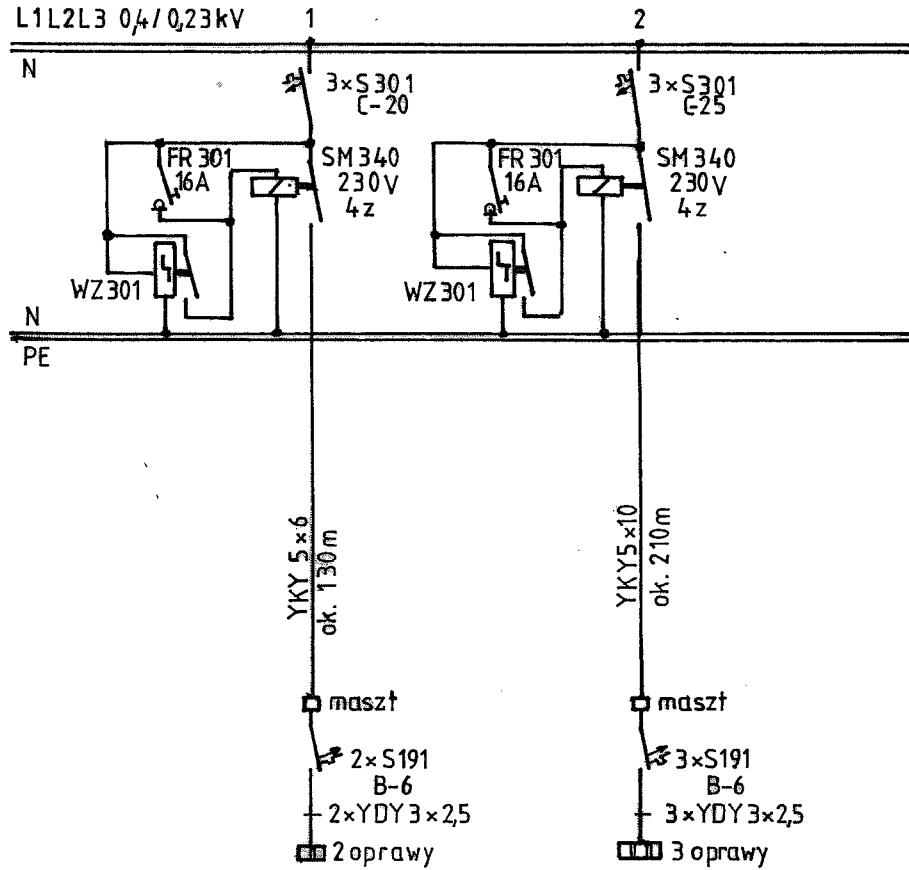 L1L2L3 0,4/0,23kV
1
2
N
3×S301
C-20
3×S301
C-25
FR301
16A
SM340
230V
4z
FR301
16A
SM340
230V
4z
WZ301
WZ301
N
PE
YKY 5×6
ok. 130m
YKY5×10
ok. 210m
maszt
maszt
2×S191
B-6
3×S191
B-6
2×YDY3×2,5
3×YDY3×2,5
2 oprawy
3 oprawy